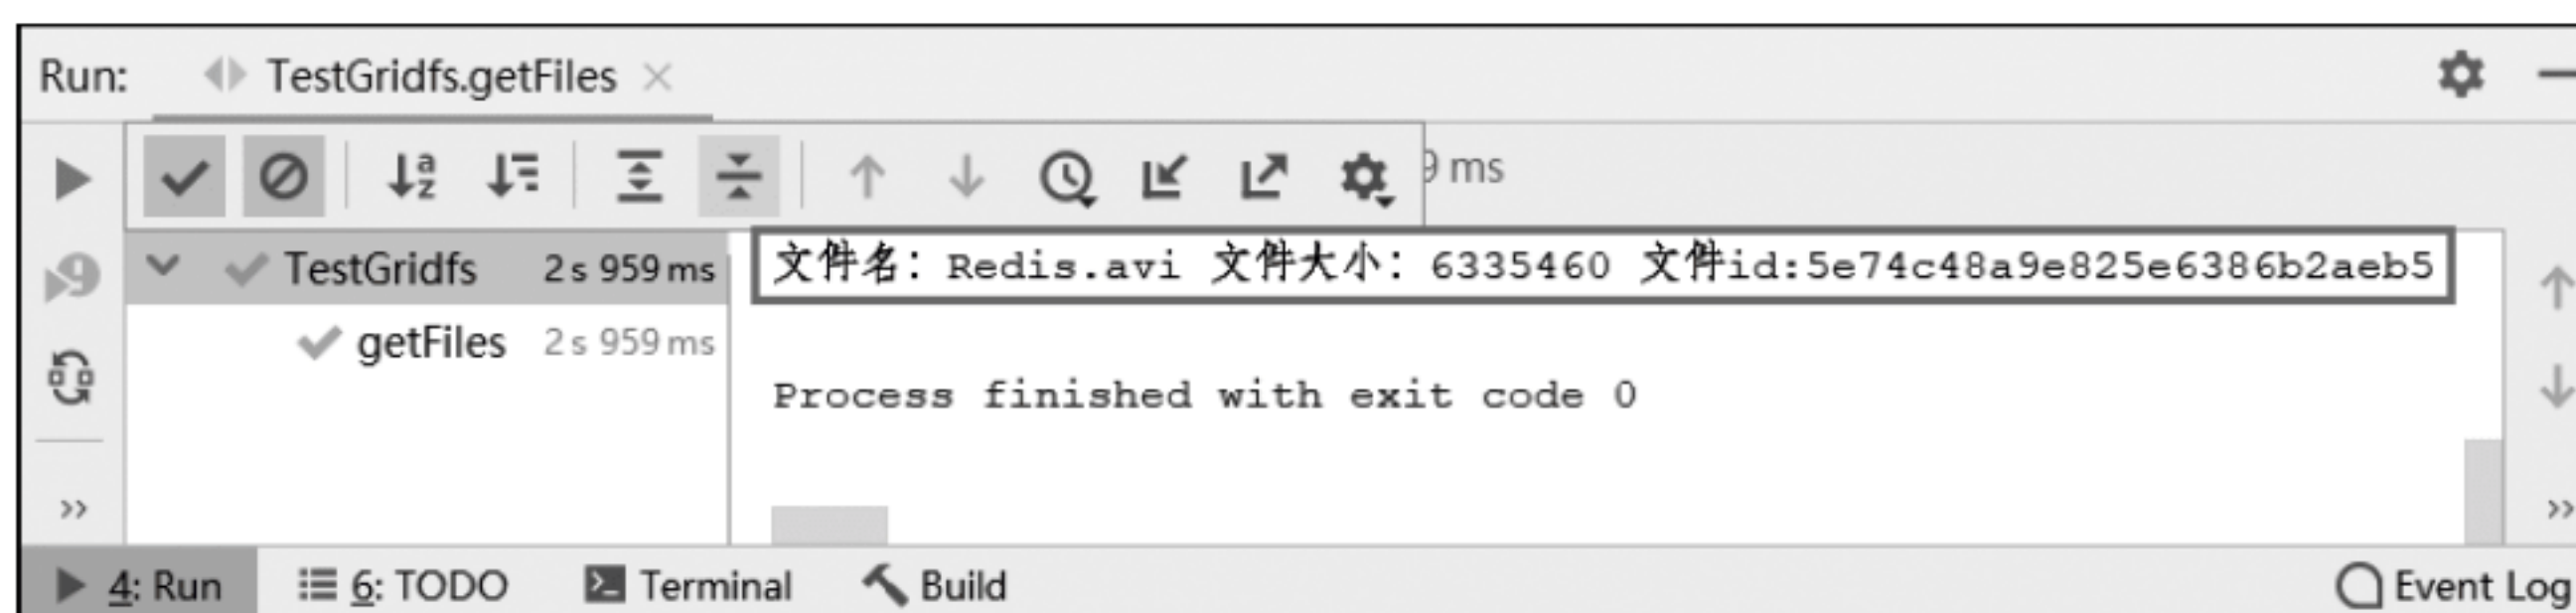 Run: TestGridfs.getFiles
9 ms
TestGridfs 2 s 959 ms
文件名：Redis.avi 文件大小：6335460 文件id:5e74c48a9e825e6386b2aeb5
getFiles 2 s 959 ms
Process finished with exit code 0
4: Run 6: TODO Terminal Build Event Log